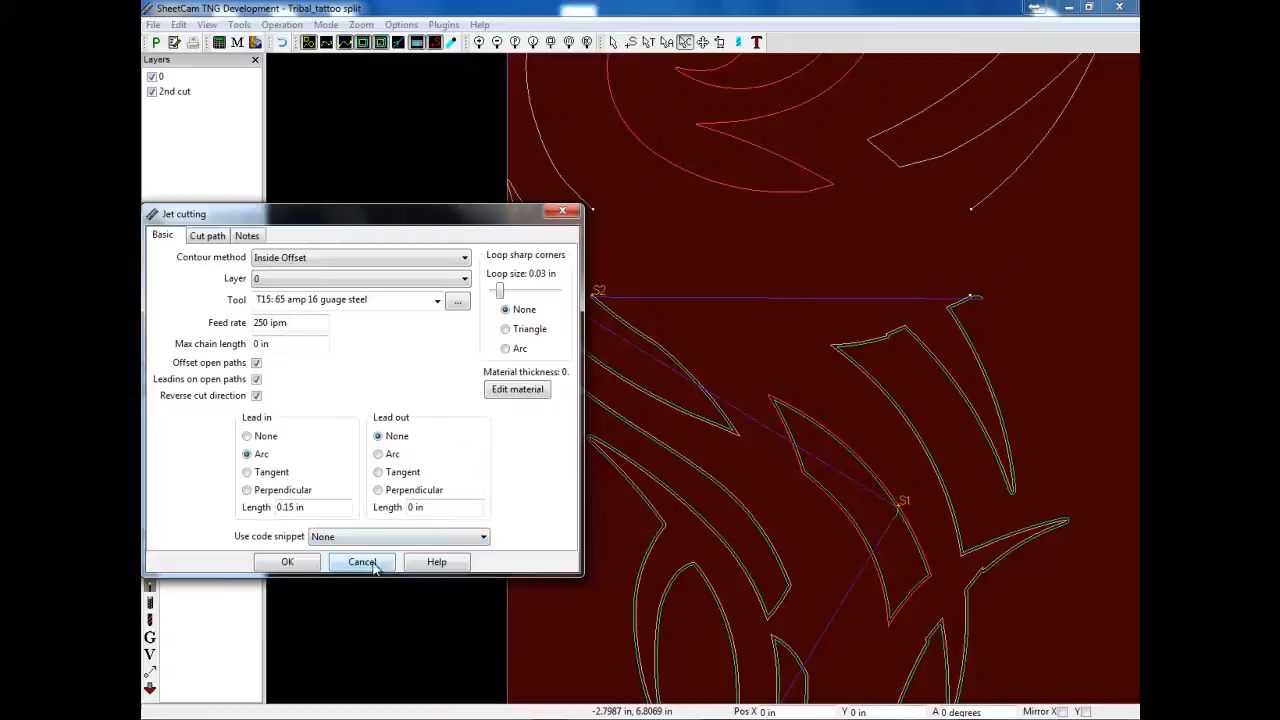 SheetCam TNG Development - Tribal_tattoo split
File Edit View Tools Operation Mode Zoom Options Plugins Help
P M T
Layers
0
2nd cut
Jet cutting
Basic Cut path Notes
Contour method Inside Offset
Layer 0
Tool T15: 65 amp 16 guage steel ...
Feed rate 250 ipm
Max chain length 0 in
Offset open paths
Leadins on open paths
Reverse cut direction
Loop sharp corners
Loop size: 0.03 in
None
Triangle
Arc
Material thickness: 0.
Edit material
Lead in
None
Arc
Tangent
Perpendicular
Length 0.15 in
Lead out
None
Arc
Tangent
Perpendicular
Length 0 in
Use code snippet None
OK Cancel Help
S2
S1
G
V
-2.7987 in, 6.8069 in Pos X 0 in Y 0 in A 0 degrees Mirror X Y